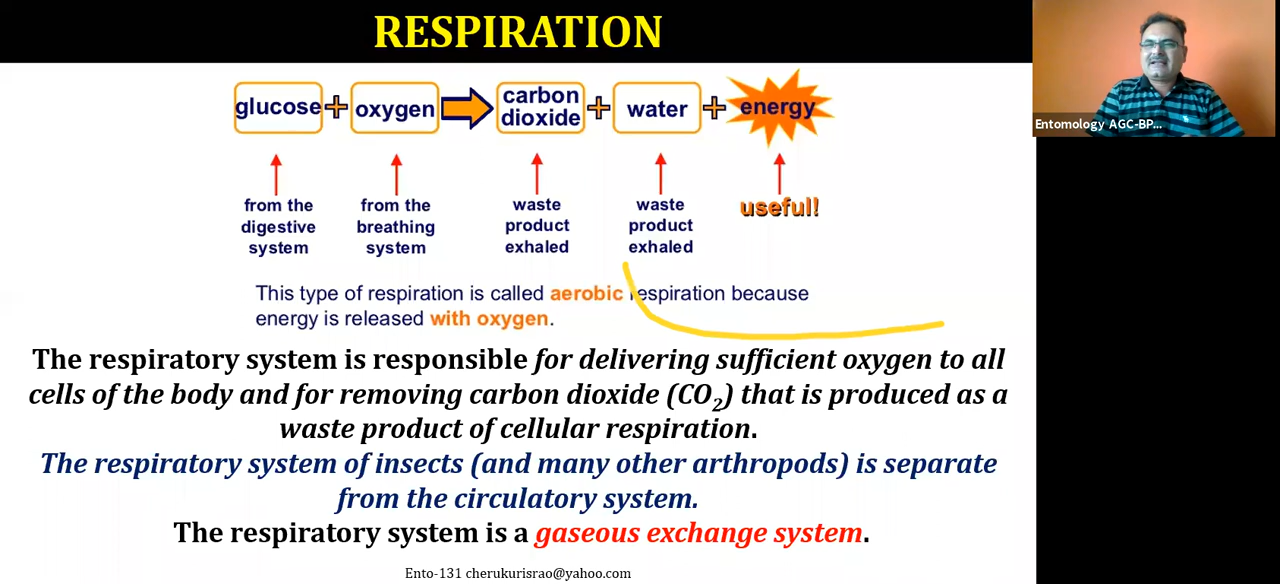 RESPIRATION
glucose + oxygen carbon dioxide + water + energy
from the digestive system
from the breathing system
waste product exhaled
waste product exhaled
useful!
This type of respiration is called aerobic respiration because
energy is released with oxygen.
The respiratory system is responsible for delivering sufficient oxygen to all
cells of the body and for removing carbon dioxide (CO₂) that is produced as a
waste product of cellular respiration.
The respiratory system of insects (and many other arthropods) is separate
from the circulatory system.
The respiratory system is a gaseous exchange system.
Ento-131 cherukurisrao@yahoo.com
Entomology AGC-BP...